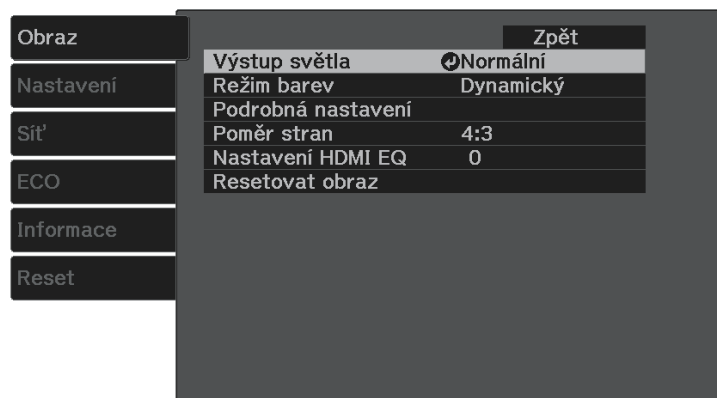 Obraz
Nastavení
Síť
ECO
Informace
Reset
Zpět
Výstup světla Normální
Režim barev Dynamický
Podrobná nastavení
Poměr stran 4:3
Nastavení HDMI EQ 0
Resetovat obraz